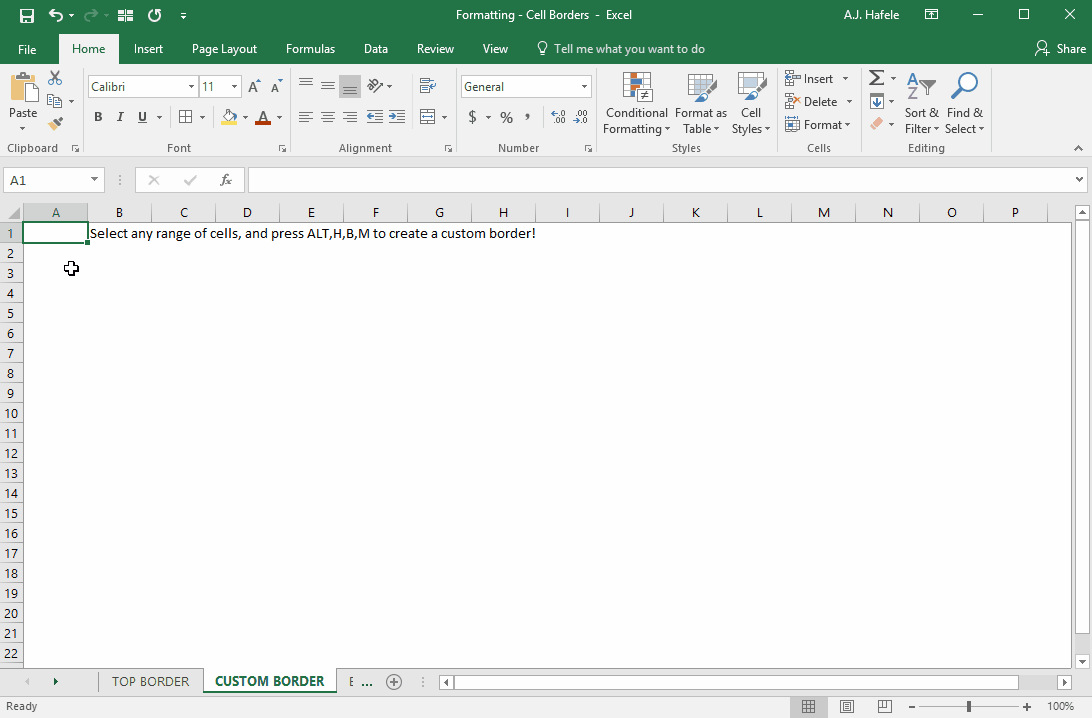 Formatting - Cell Borders - Excel
A.J. Hafele
File Home Insert Page Layout Formulas Data Review View Tell me what you want to do Share
Paste
Clipboard
Calibri 11
B I U A
Font
Alignment
General
$ % ,
Number
Conditional Formatting
Format as Table
Cell Styles
Styles
Insert
Delete
Format
Cells
Sort & Filter
Find & Select
Editing
A1
fx
A B C D E F G H I J K L M N O P
1 Select any range of cells, and press ALT,H,B,M to create a custom border!
2
3
4
5
6
7
8
9
10
11
12
13
14
15
16
17
18
19
20
21
22
TOP BORDER CUSTOM BORDER ...
Ready
100%